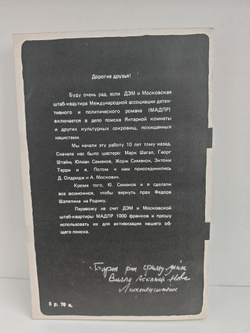 Дорогие друзья!
Буду очень рад, если ДЭМ и Московская
штаб-квартира Международной ассоциации детек-
тивного и политического романа (МАДПР)
включается в дело поиска Янтарной комнаты
и других культурных сокровищ, похищенных
нацистами.
Мы начали эту работу 10 лет тому назад.
Сначала нас было шестеро: Марк Шагал, Георг
Штайн, Юлиан Семенов, Жорж Сименон, Энтони
Терри и я. Потом к нам присоединились
Д. Олдридж и А. Москович.
Кроме того, Ю. Семенов и я сделали
все возможное, чтобы вернуть прах Федора
Шаляпина на Родину.
Перевожу на счет ДЭМ и Московской
штаб-квартиры МАДПР 1000 франков и прошу
использовать их для активизации нашего об-
щего поиска.
5 р. 70 к.